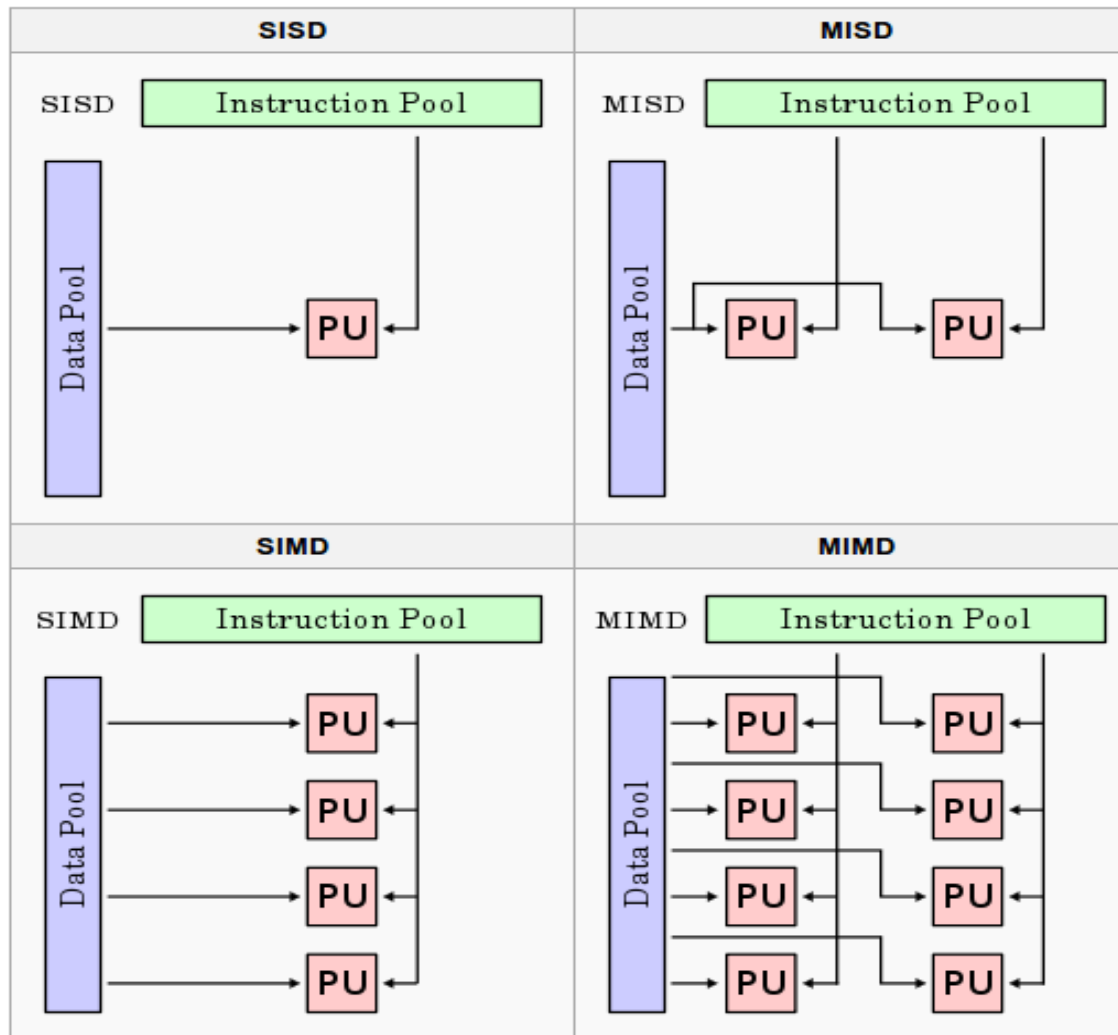 SISD
MISD
SISD
Instruction Pool
MISD
Instruction Pool
Data Pool
PU
Data Pool
PU
PU
SIMD
MIMD
SIMD
Instruction Pool
MIMD
Instruction Pool
Data Pool
PU
PU
PU
PU
Data Pool
PU
PU
PU
PU
PU
PU
PU
PU